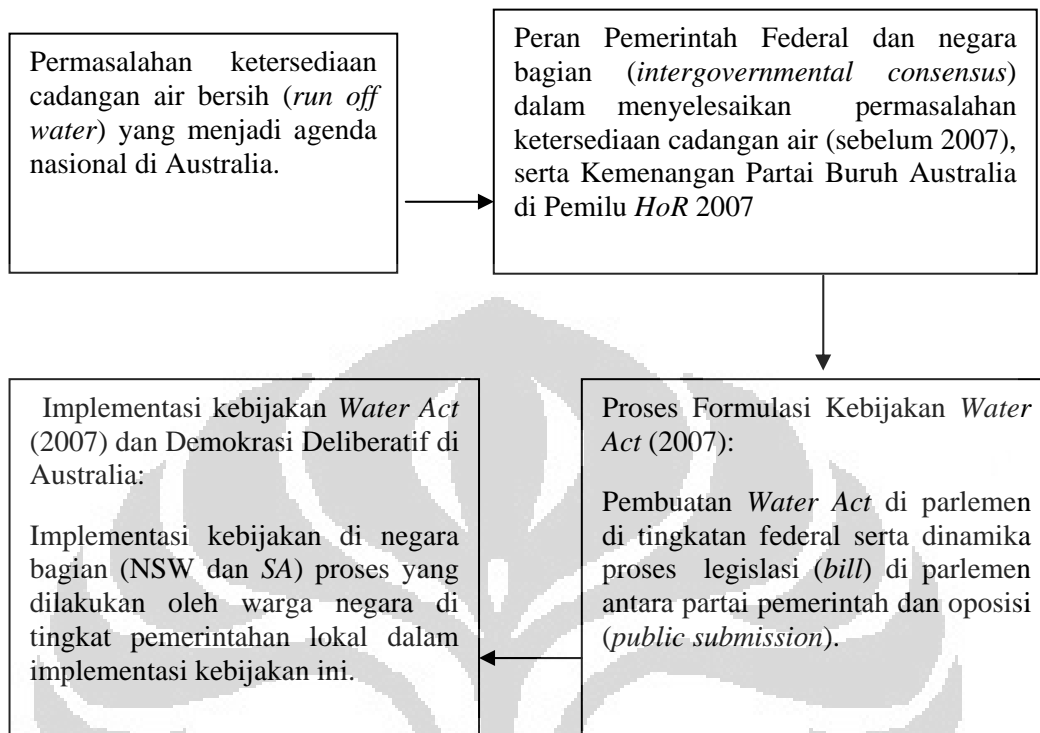 Permasalahan ketersediaan
cadangan air bersih (run off
water) yang menjadi agenda
nasional di Australia.
Peran Pemerintah Federal dan negara
bagian (intergovernmental consensus)
dalam menyelesaikan permasalahan
ketersediaan cadangan air (sebelum 2007),
serta Kemenangan Partai Buruh Australia
di Pemilu HoR 2007
Proses Formulasi Kebijakan Water
Act (2007):
Pembuatan Water Act di parlemen
di tingkatan federal serta dinamika
proses legislasi (bill) di parlemen
antara partai pemerintah dan oposisi
(public submission).
Implementasi kebijakan Water Act
(2007) dan Demokrasi Deliberatif di
Australia:
Implementasi kebijakan di negara
bagian (NSW dan SA) proses yang
dilakukan oleh warga negara di
tingkat pemerintahan lokal dalam
implementasi kebijakan ini.